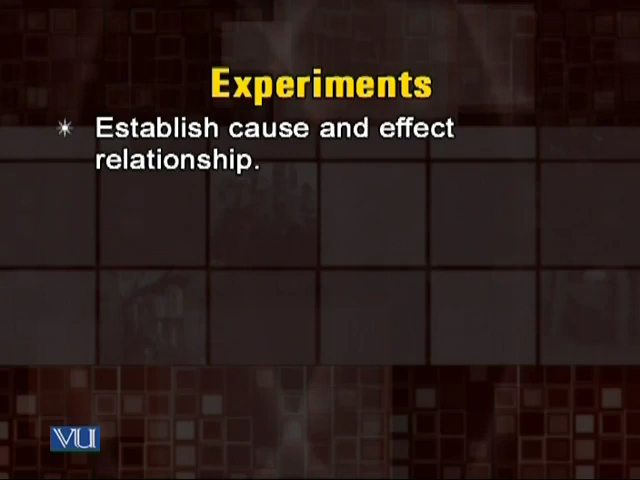 Experiments
Establish cause and effect
relationship.
VU